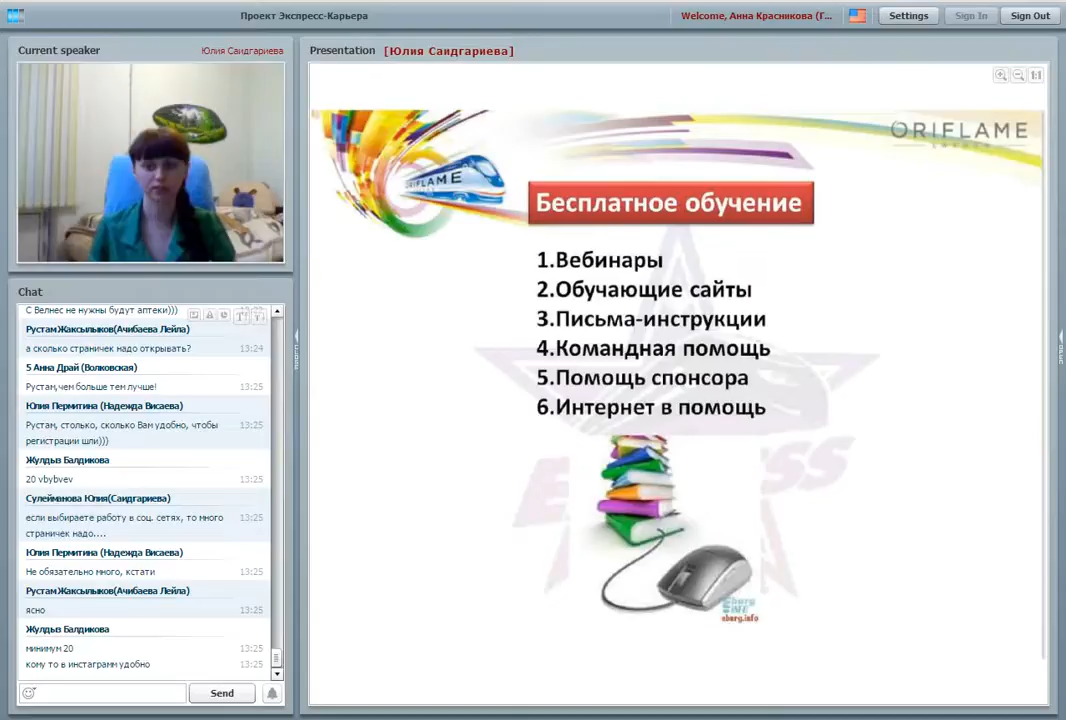 Проект Экспресс-Карьера
Welcome, Анна Красникова (Г...
Settings
Sign In
Sign Out
Current speaker
Юлия Саидгариева
Presentation
[Юлия Саидгариева]
1:1
ORIFLAME
ORIFLAME
Бесплатное обучение
1.Вебинары
2.Обучающие сайты
3.Письма-инструкции
4.Командная помощь
5.Помощь спонсора
6.Интернет в помощь
Chat
С Велнес не нужны будут аптеки)))
Рустам Жаксылыков(Ачибаева Лейла)
а сколько страничек надо открывать? 13:24
5 Анна Драй (Волковская)
Рустам,чем больше тем лучше! 13:25
Юлия Пермитина (Надежда Висаева)
Рустам, столько, сколько Вам удобно, чтобы 13:25
регистрации шли)))
Жулдыз Балдикова
20 vbybvev 13:25
Сулейманова Юлия(Саидгариева)
если выбираете работу в соц. сетях, то много 13:25
страничек надо....
Юлия Пермитина (Надежда Висаева)
Не обязательно много, кстати 13:25
Рустам Жаксылыков(Ачибаева Лейла)
ясно 13:25
Жулдыз Балдикова
минимум 20 13:25
кому то в инстаграмм удобно 13:25
Send